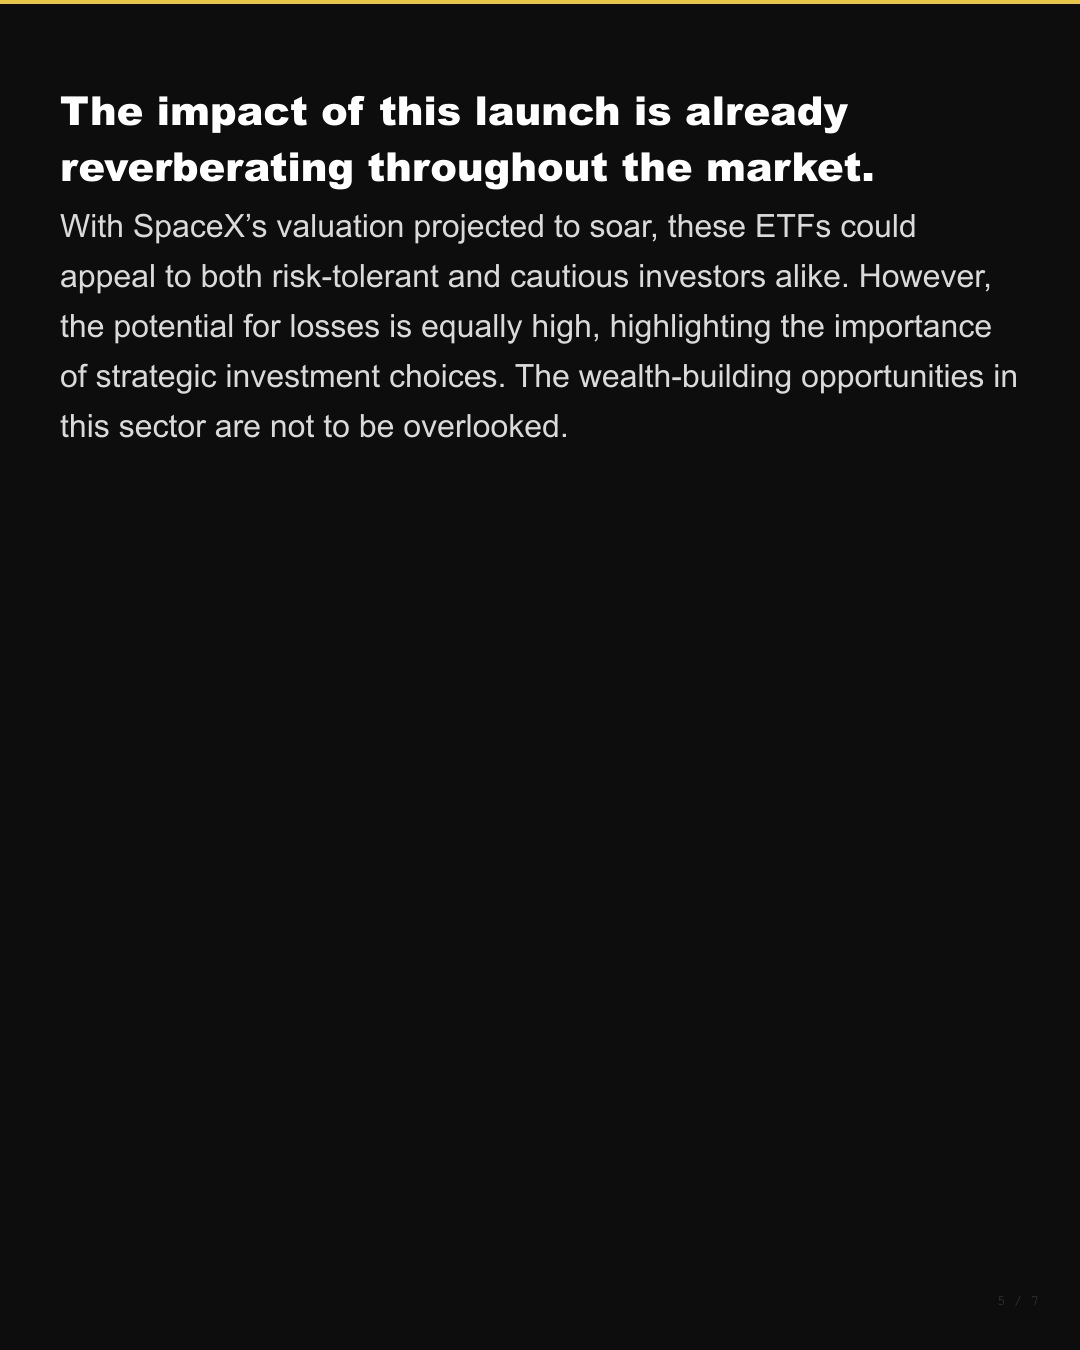 The impact of this launch is already
reverberating throughout the market.
With SpaceX’s valuation projected to soar, these ETFs could
appeal to both risk-tolerant and cautious investors alike. However,
the potential for losses is equally high, highlighting the importance
of strategic investment choices. The wealth-building opportunities in
this sector are not to be overlooked.
5 / 7